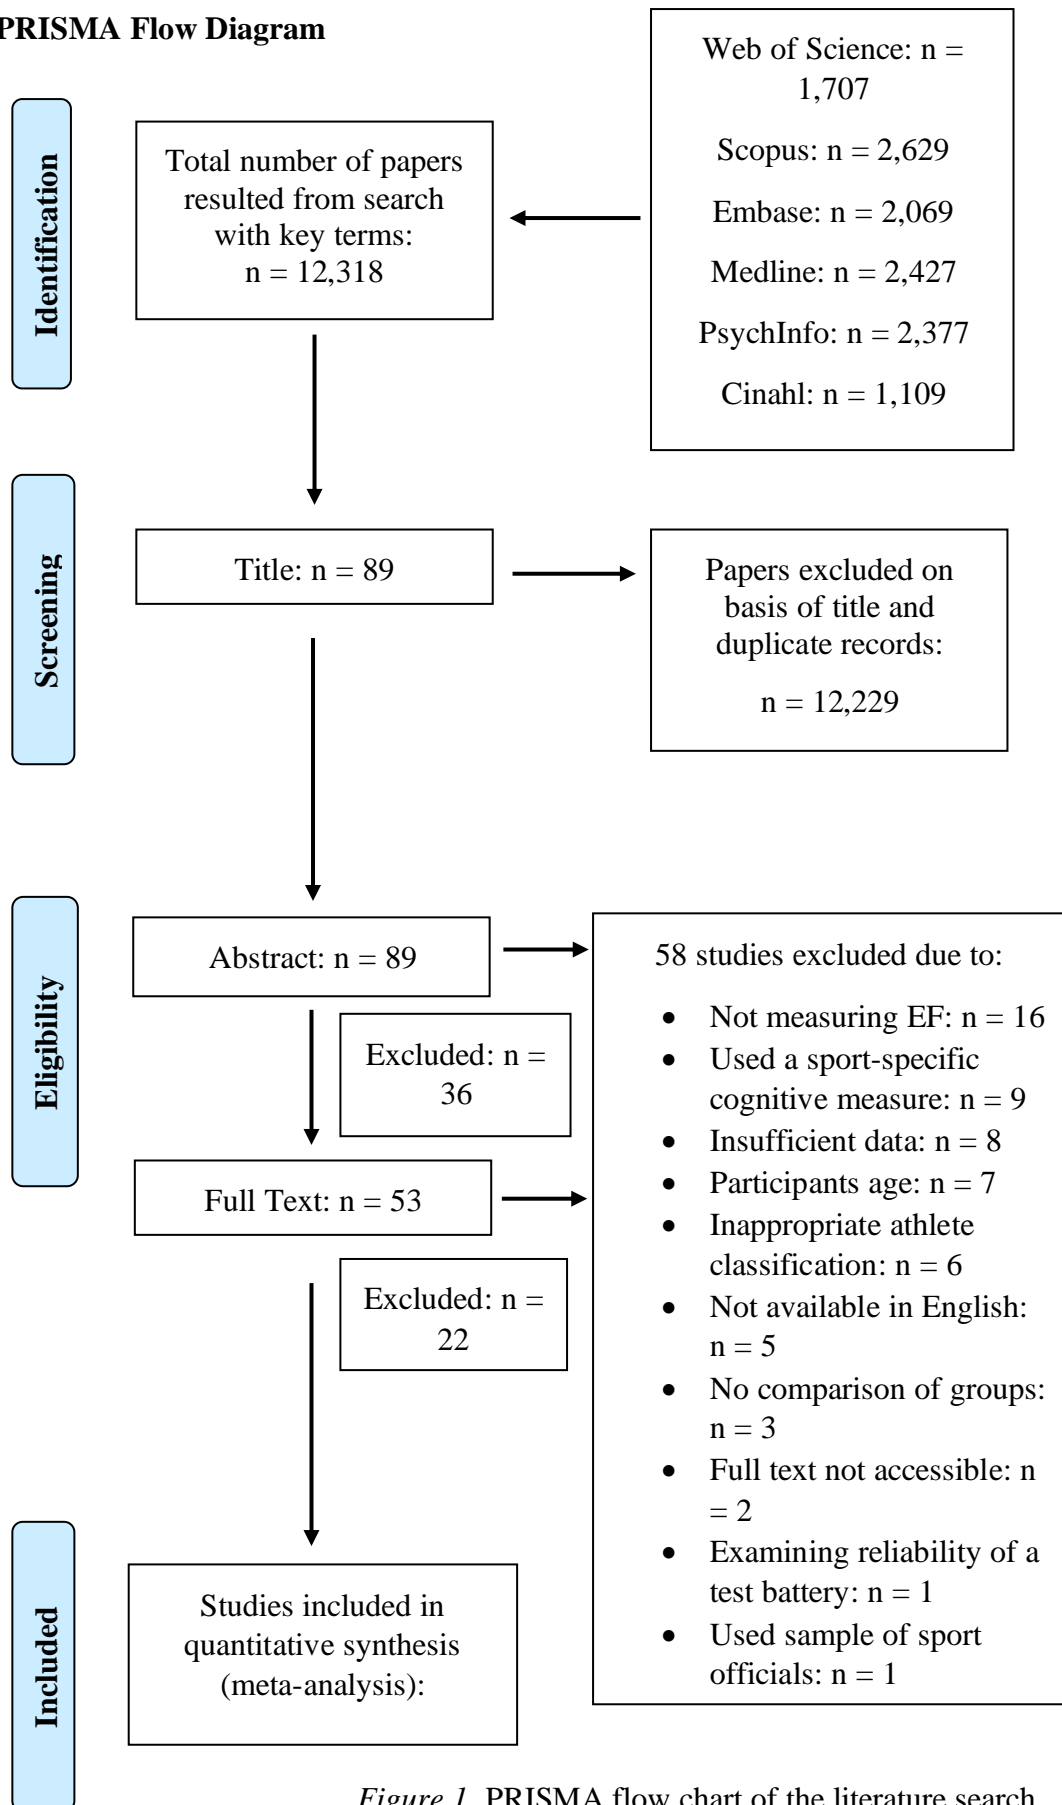 PRISMA Flow Diagram
Identification
Total number of papers
resulted from search
with key terms:
n = 12,318
Web of Science: n =
1,707
Scopus: n = 2,629
Embase: n = 2,069
Medline: n = 2,427
PsychInfo: n = 2,377
Cinahl: n = 1,109
Screening
Title: n = 89
Papers excluded on
basis of title and
duplicate records:
n = 12,229
Eligibility
Abstract: n = 89
Excluded: n =
36
Full Text: n = 53
Excluded: n =
22
58 studies excluded due to:
• Not measuring EF: n = 16
• Used a sport-specific
cognitive measure: n = 9
• Insufficient data: n = 8
• Participants age: n = 7
• Inappropriate athlete
classification: n = 6
• Not available in English:
n = 5
• No comparison of groups:
n = 3
• Full text not accessible: n
= 2
• Examining reliability of a
test battery: n = 1
• Used sample of sport
officials: n = 1
Included
Studies included in
quantitative synthesis
(meta-analysis):
Figure 1. PRISMA flow chart of the literature search